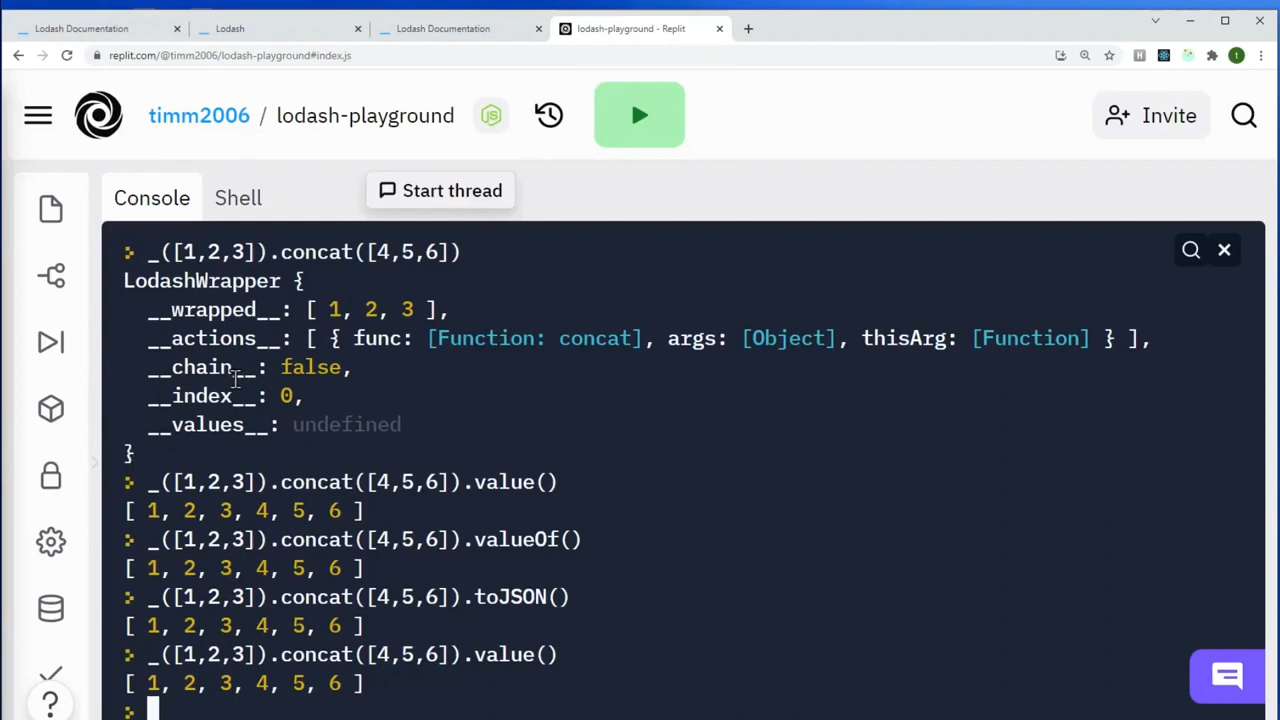 Lodash Documentation
Lodash
Lodash Documentation
lodash-playground - Replit
replit.com/@timm2006/lodash-playground#index.js
t
timm2006 / lodash-playground
JS
Invite
Console
Shell
Start thread
_([1,2,3]).concat([4,5,6])
LodashWrapper {
__wrapped__: [ 1, 2, 3 ],
__actions__: [ { func: [Function: concat], args: [Object], thisArg: [Function] } ],
__chain__: false,
__index__: 0,
__values__: undefined
}
_([1,2,3]).concat([4,5,6]).value()
[ 1, 2, 3, 4, 5, 6 ]
_([1,2,3]).concat([4,5,6]).valueOf()
[ 1, 2, 3, 4, 5, 6 ]
_([1,2,3]).concat([4,5,6]).toJSON()
[ 1, 2, 3, 4, 5, 6 ]
_([1,2,3]).concat([4,5,6]).value()
[ 1, 2, 3, 4, 5, 6 ]
?